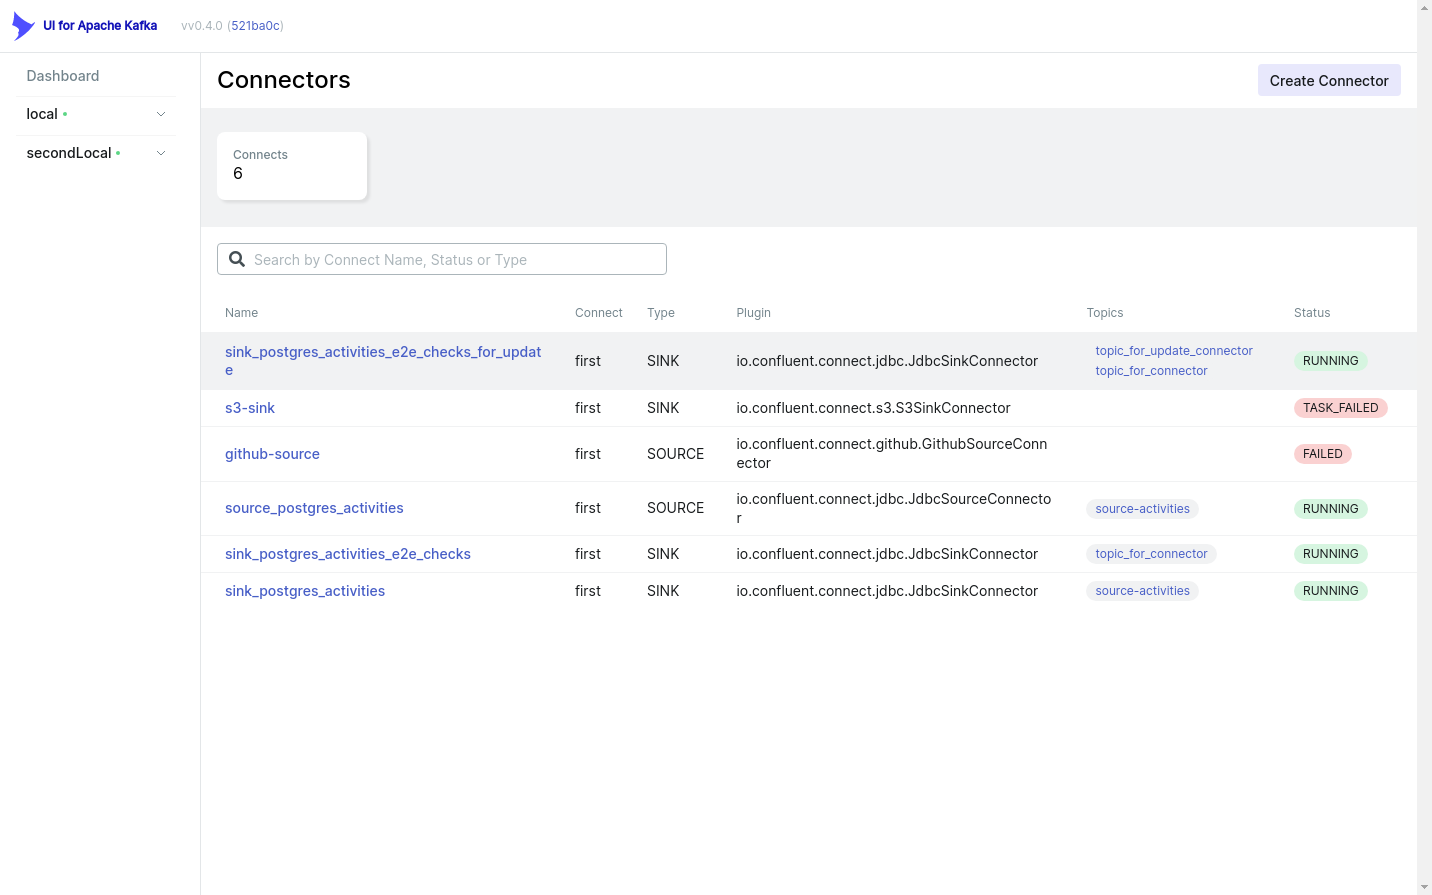 UI for Apache Kafka vv0.4.0 (521ba0c)
Dashboard
local
secondLocal
Connectors
Create Connector
Connects
6
Search by Connect Name, Status or Type
Name Connect Type Plugin Topics Status
sink_postgres_activities_e2e_checks_for_updat
e
first SINK io.confluent.connect.jdbc.JdbcSinkConnector
topic_for_update_connector
topic_for_connector
RUNNING
s3-sink first SINK io.confluent.connect.s3.S3SinkConnector TASK_FAILED
github-source first SOURCE
io.confluent.connect.github.GithubSourceConn
ector
FAILED
source_postgres_activities first SOURCE
io.confluent.connect.jdbc.JdbcSourceConnecto
r
source-activities RUNNING
sink_postgres_activities_e2e_checks first SINK io.confluent.connect.jdbc.JdbcSinkConnector topic_for_connector RUNNING
sink_postgres_activities first SINK io.confluent.connect.jdbc.JdbcSinkConnector source-activities RUNNING